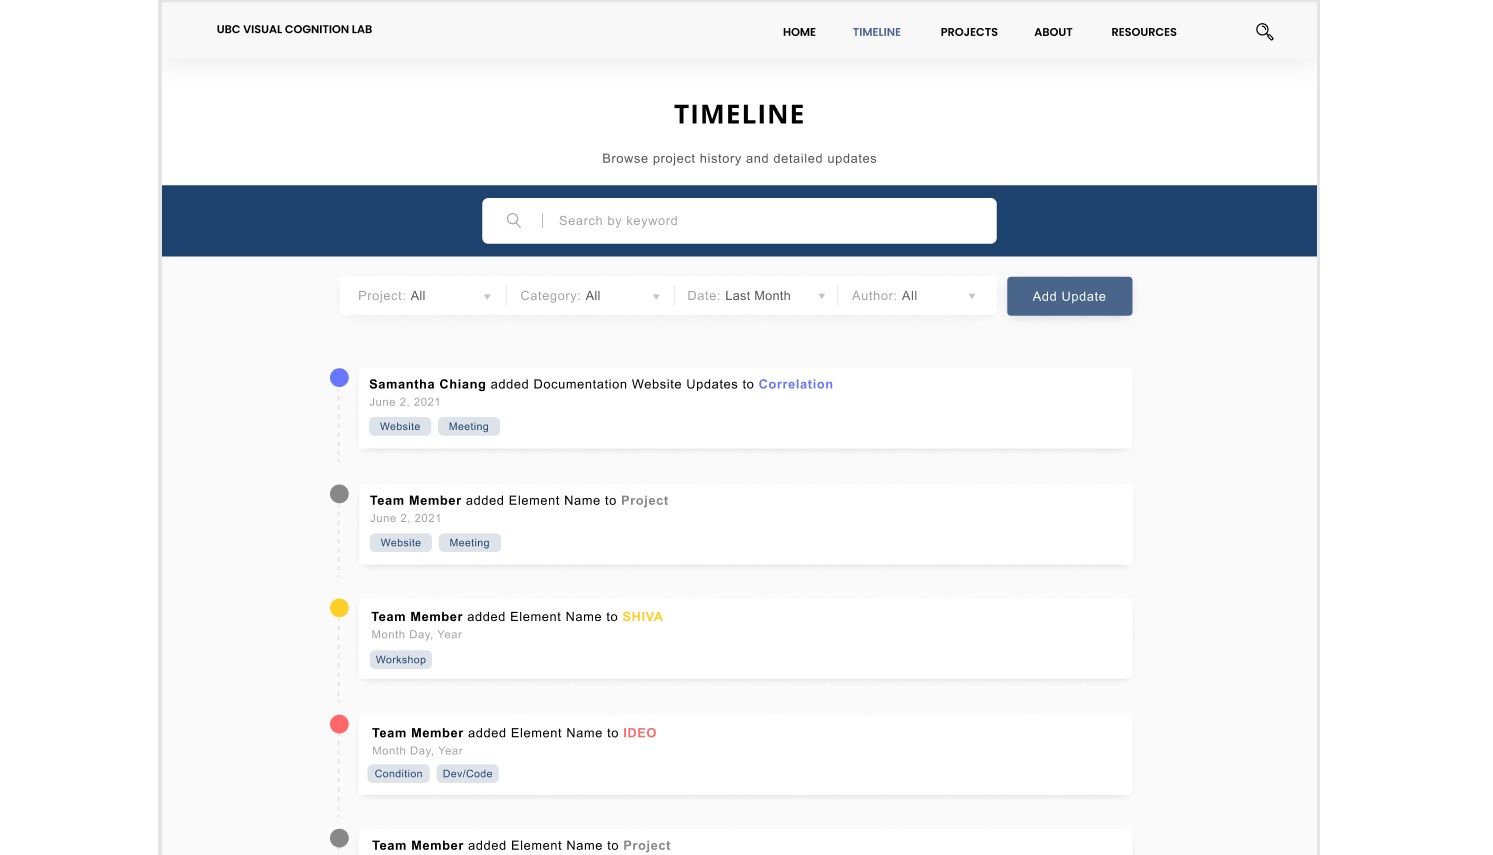 UBC VISUAL COGNITION LAB
HOME TIMELINE PROJECTS ABOUT RESOURCES
TIMELINE
Browse project history and detailed updates
Search by keyword
Project: All Category: All Date: Last Month Author: All Add Update
Samantha Chiang added Documentation Website Updates to Correlation
June 2, 2021
Website Meeting
Team Member added Element Name to Project
June 2, 2021
Website Meeting
Team Member added Element Name to SHIVA
Month Day, Year
Workshop
Team Member added Element Name to IDEO
Month Day, Year
Condition Dev/Code
Team Member added Element Name to Project